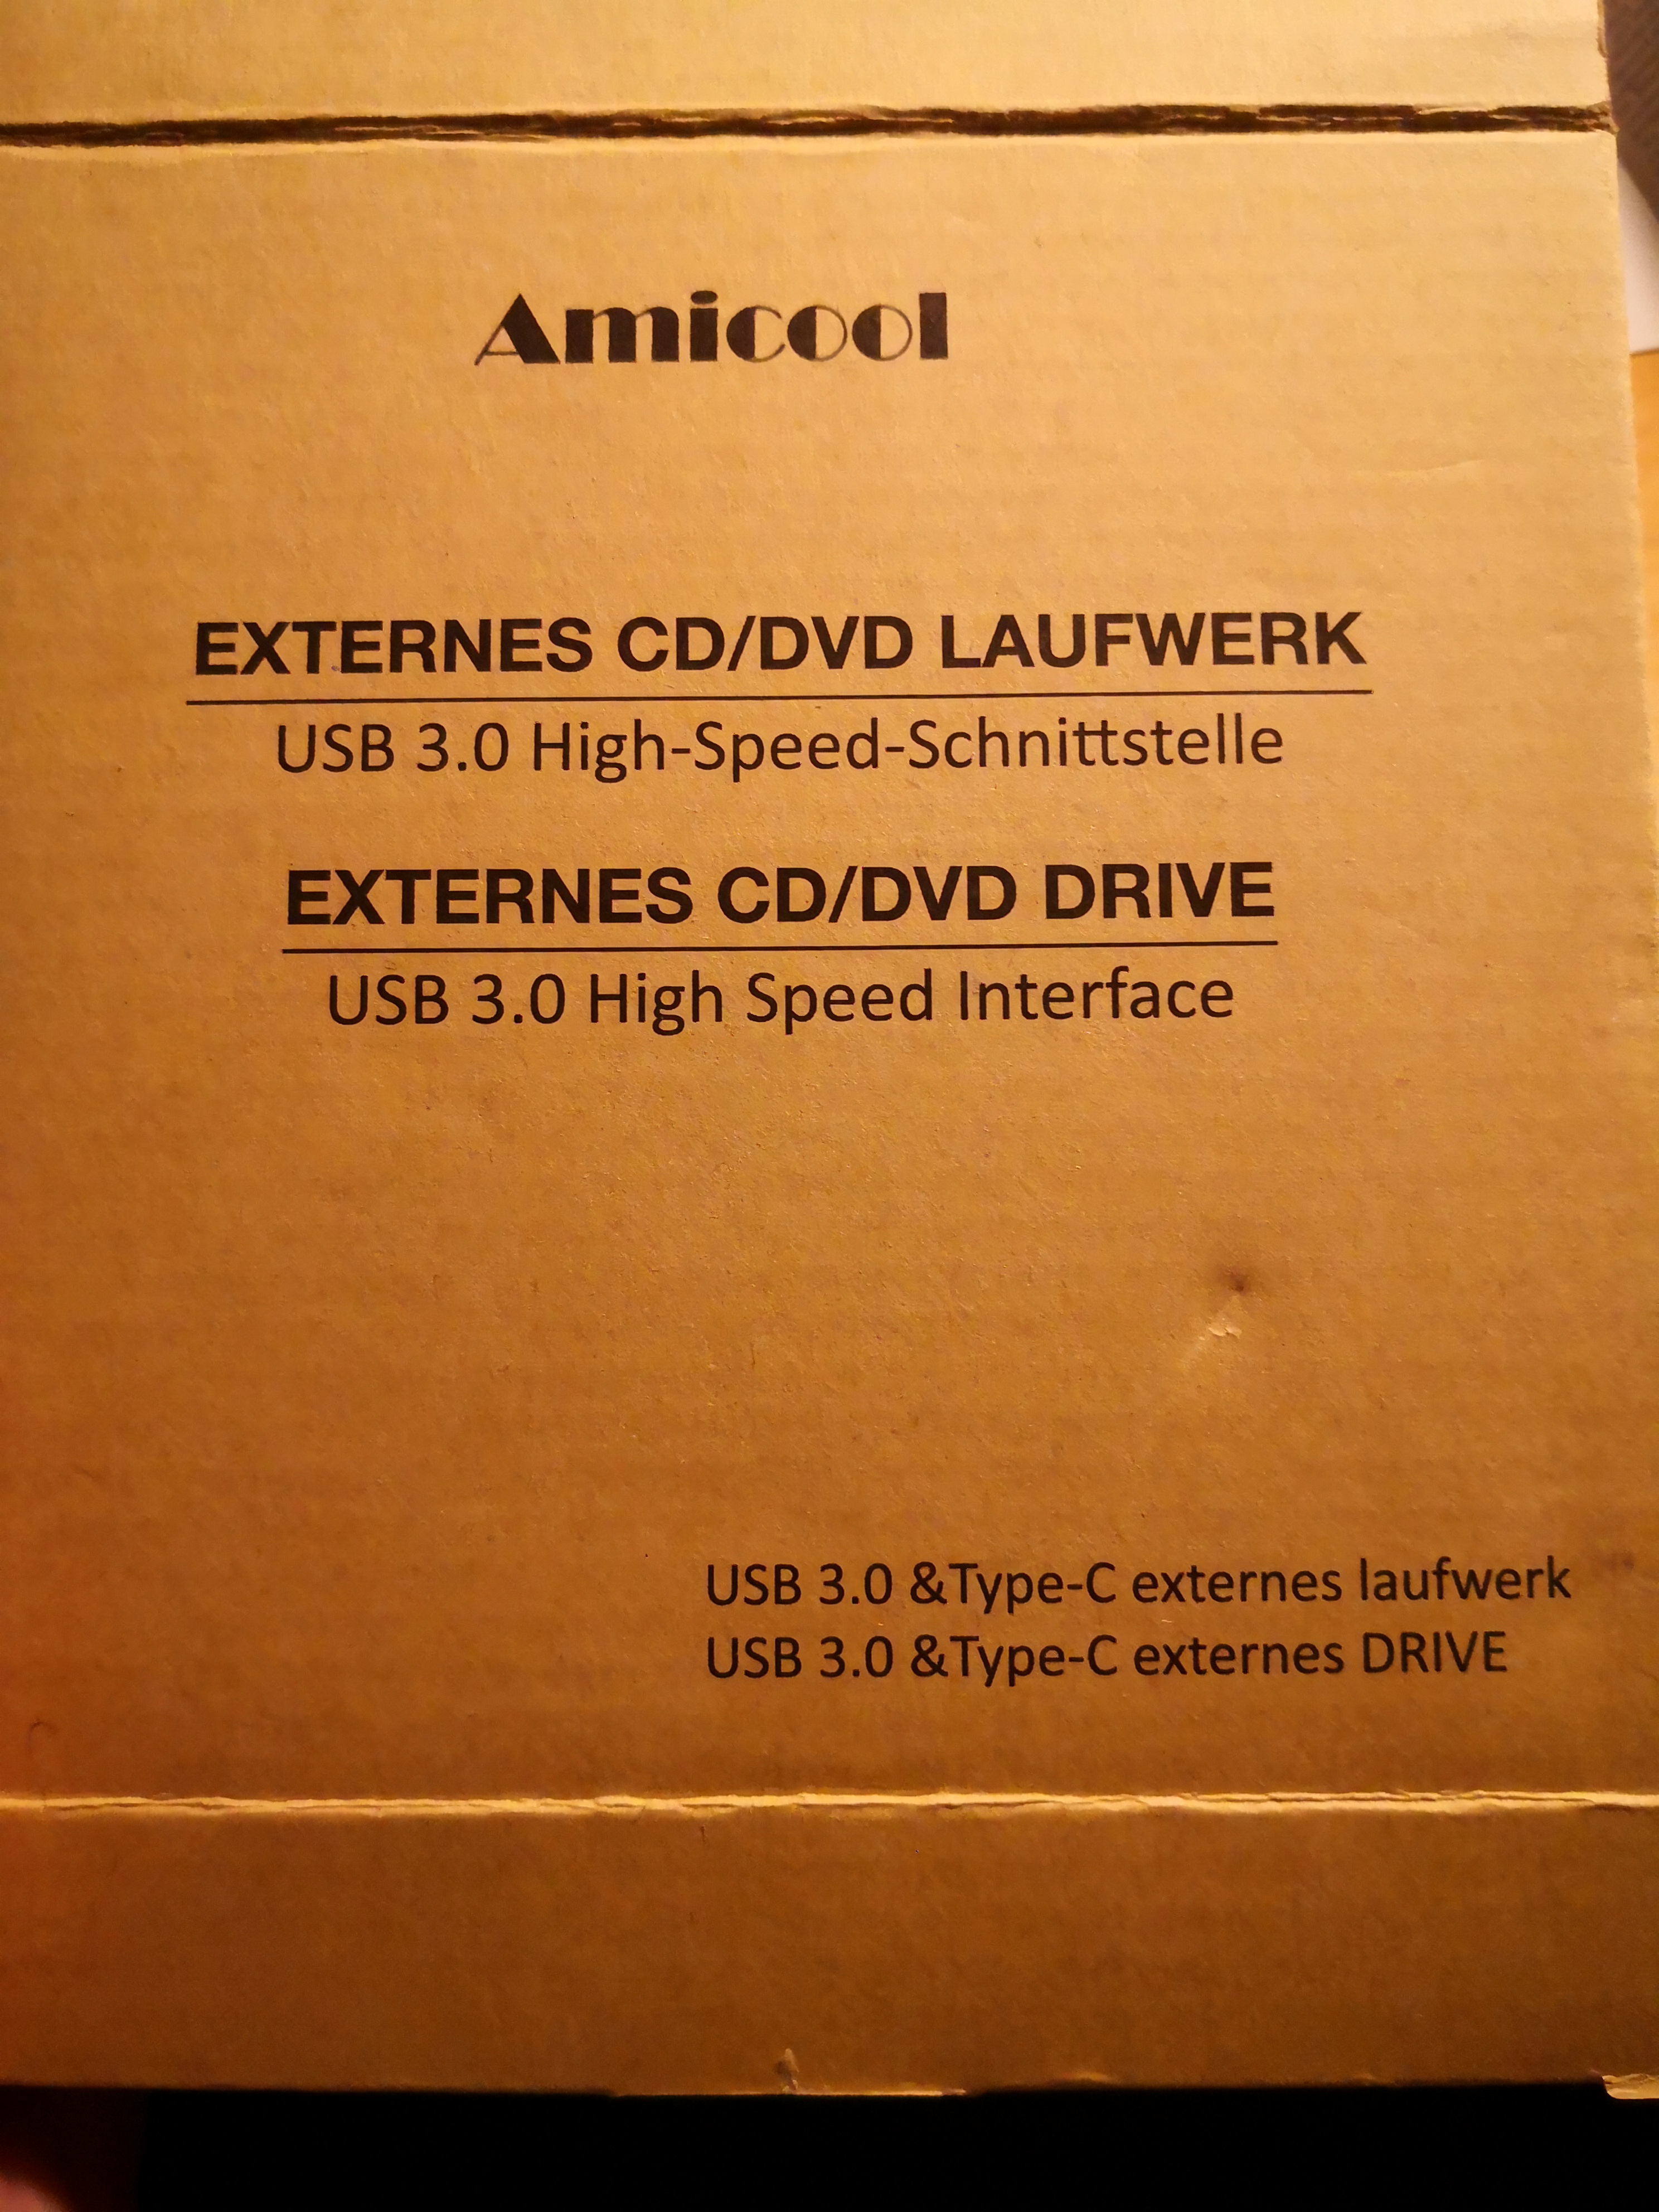 Amicool
EXTERNES CD/DVD LAUFWERK
USB 3.0 High-Speed-Schnittstelle
EXTERNES CD/DVD DRIVE
USB 3.0 High Speed Interface
USB 3.0 &Type-C externes laufwerk
USB 3.0 &Type-C externes DRIVE